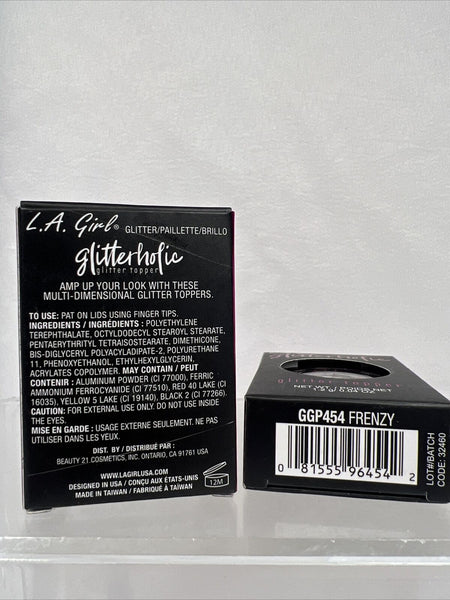 L.A. Girl® GLITTER/PAILLETTE/BRILLO
glitterholic
glitter topper
AMP UP YOUR LOOK WITH THESE
MULTI-DIMENSIONAL GLITTER TOPPERS.
TO USE: PAT ON LIDS USING FINGER TIPS.
INGREDIENTS / INGRÉDIENTS : POLYETHYLENE
TEREPHTHALATE, OCTYLDODECYL STEAROYL STEARATE,
PENTAERYTHRITYL TETRAISOSTEARATE, DIMETHICONE,
BIS-DIGLYCERYL POLYACYLADIPATE-2, POLYURETHANE
11, PHENOXYETHANOL, ETHYLHEXYLGLYCERIN,
ACRYLATES COPOLYMER. MAY CONTAIN / PEUT
CONTENIR : ALUMINUM POWDER (CI 77000), FERRIC
AMMONIUM FERROCYANIDE (CI 77510), RED 40 LAKE (CI
16035), YELLOW 5 LAKE (CI 19140), BLACK 2 (CI 77266).
CAUTION: FOR EXTERNAL USE ONLY. DO NOT USE INSIDE
THE EYES.
MISE EN GARDE : USAGE EXTERNE SEULEMENT. NE PAS
UTILISER DANS LES YEUX.
DIST. BY / DISTRIBUÉ PAR :
BEAUTY 21 COSMETICS, INC. ONTARIO, CA 91761 USA
WWW.LAGIRLUSA.COM
DESIGNED IN USA / CONÇU AUX ÉTATS-UNIS
MADE IN TAIWAN / FABRIQUÉ À TAIWAN
12M
glitterholic
glitter topper
GGP454 FRENZY
0 81555 96454 2
LOT#/BATCH
CODE: 32460